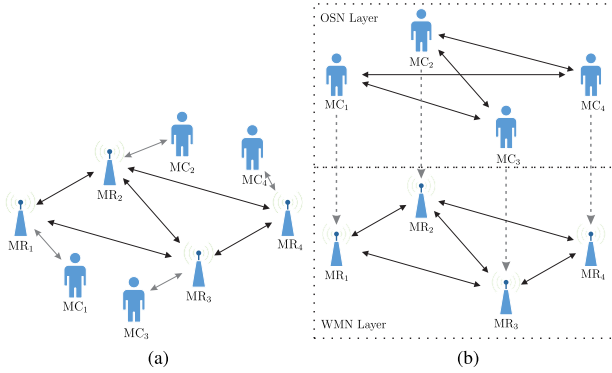 MC₂
MC₄
MR₂
MR₁
MR₄
MC₁
MR₃
MC₃
(a)
OSN Layer
MC₂
MC₁
MC₄
MC₃
MR₂
MR₁
MR₄
MR₃
WMN Layer
(b)